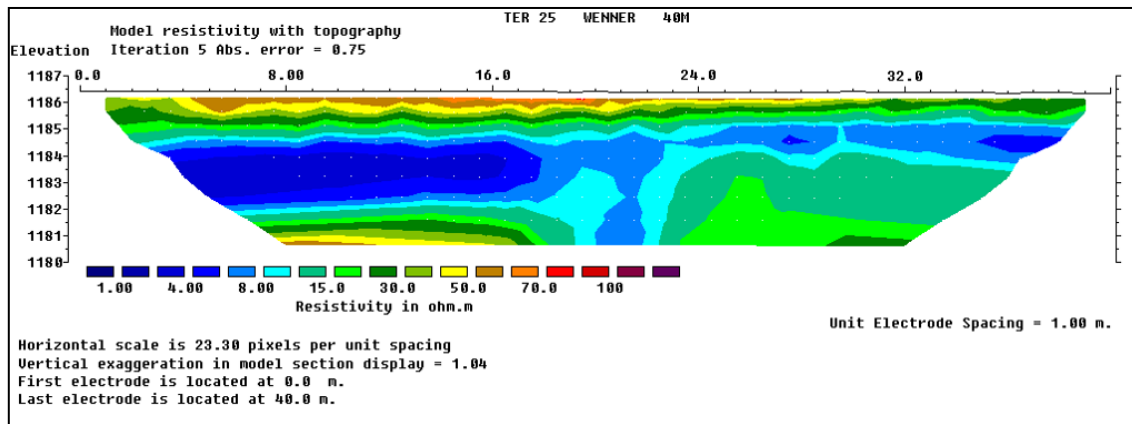 TER 25 WENNER 40M
Model resistivity with topography
Elevation Iteration 5 Abs. error = 0.75
1187 0.0 8.00 16.0 24.0 32.0
1186
1185
1184
1183
1182
1181
1180
1.00 4.00 8.00 15.0 30.0 50.0 70.0 100
Resistivity in ohm.m
Unit Electrode Spacing = 1.00 m.
Horizontal scale is 23.30 pixels per unit spacing
Vertical exaggeration in model section display = 1.04
First electrode is located at 0.0 m.
Last electrode is located at 40.0 m.